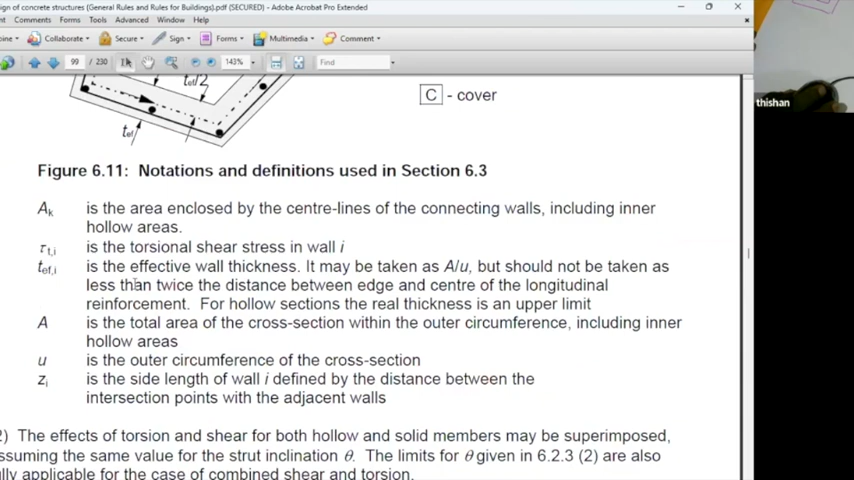 ign of concrete structures (General Rules and Rules for Buildings).pdf (SECURED) - Adobe Acrobat Pro Extended
Comments Forms Tools Advanced Window Help
bine Collaborate Secure Sign Forms Multimedia Comment
99 / 230 143% Find
tef/2
C - cover
tef
thishan
Figure 6.11: Notations and definitions used in Section 6.3
Ak is the area enclosed by the centre-lines of the connecting walls, including inner
hollow areas.
τt,i is the torsional shear stress in wall i
tef,i is the effective wall thickness. It may be taken as A/u, but should not be taken as
less than twice the distance between edge and centre of the longitudinal
reinforcement. For hollow sections the real thickness is an upper limit
A is the total area of the cross-section within the outer circumference, including inner
hollow areas
u is the outer circumference of the cross-section
zi is the side length of wall i defined by the distance between the
intersection points with the adjacent walls
2) The effects of torsion and shear for both hollow and solid members may be superimposed,
ssuming the same value for the strut inclination θ. The limits for θ given in 6.2.3 (2) are also
lly applicable for the case of combined shear and torsion.